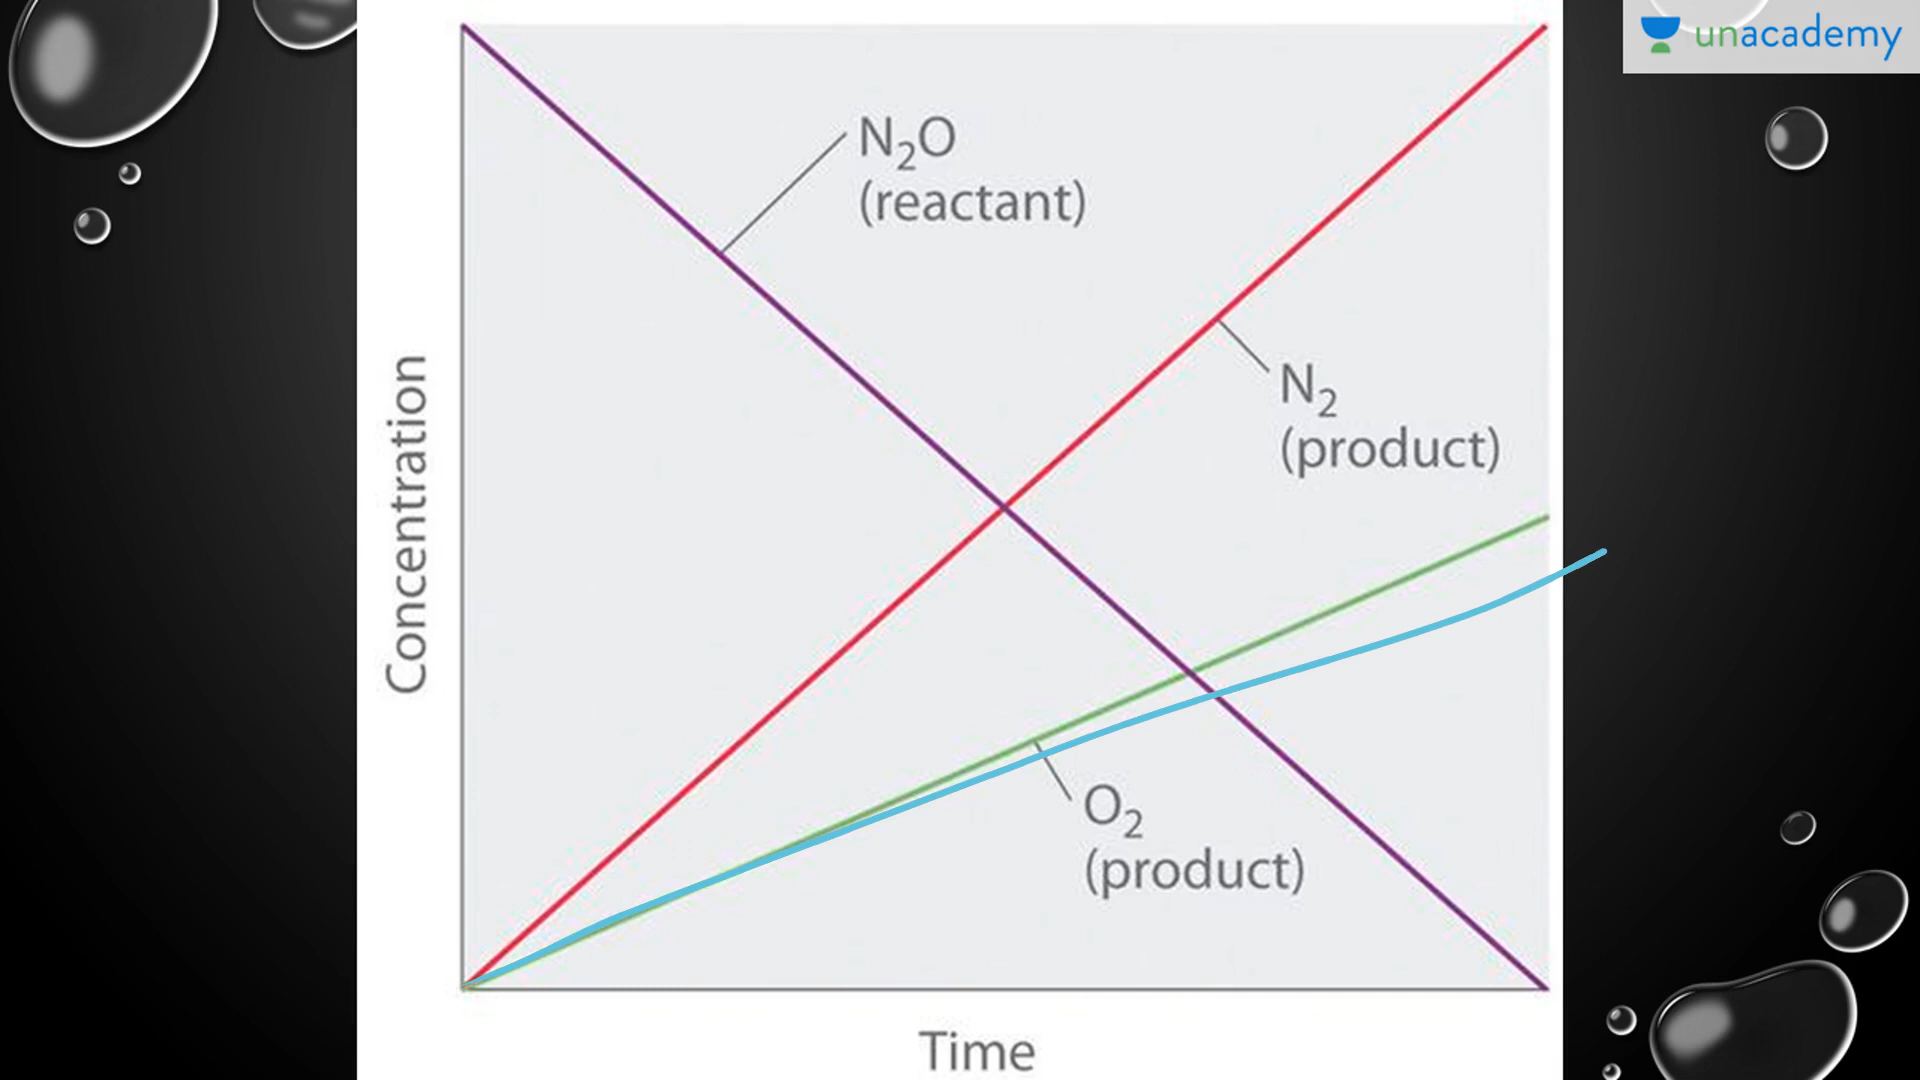 unacademy
N₂O
(reactant)
N₂
(product)
Concentration
O₂
(product)
Time